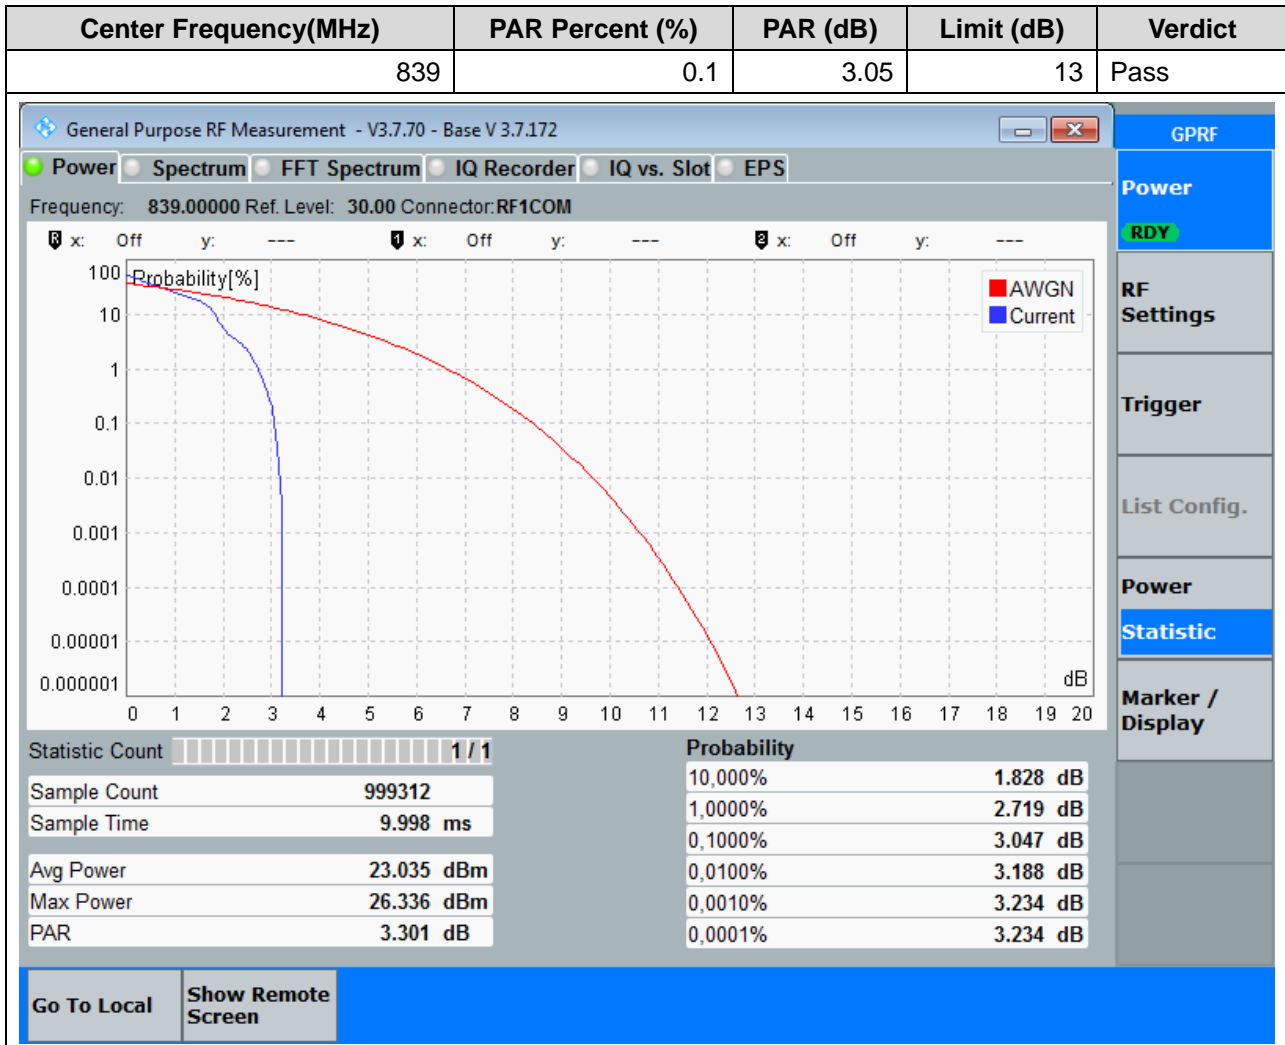 Center Frequency(MHz) PAR Percent (%) PAR (dB) Limit (dB) Verdict
839 0.1 3.05 13 Pass
General Purpose RF Measurement - V3.7.70 - Base V 3.7.172
GPRF
Power Spectrum FFT Spectrum IQ Recorder IQ vs. Slot EPS
Power
RDY
Frequency: 839.00000 Ref. Level: 30.00 Connector:RF1COM
R x: Off y: --- 1 x: Off y: --- 2 x: Off y: ---
Probability[%]
AWGN
Current
100
10
1
0.1
0.01
0.001
0.0001
0.00001
0.000001
dB
0 1 2 3 4 5 6 7 8 9 10 11 12 13 14 15 16 17 18 19 20
RF
Settings
Trigger
List Config.
Power
Statistic
Marker /
Display
Statistic Count 1 / 1
Sample Count 999312
Sample Time 9.998 ms
Avg Power 23.035 dBm
Max Power 26.336 dBm
PAR 3.301 dB
Probability
10,000% 1.828 dB
1,0000% 2.719 dB
0,1000% 3.047 dB
0,0100% 3.188 dB
0,0010% 3.234 dB
0,0001% 3.234 dB
Go To Local
Show Remote
Screen